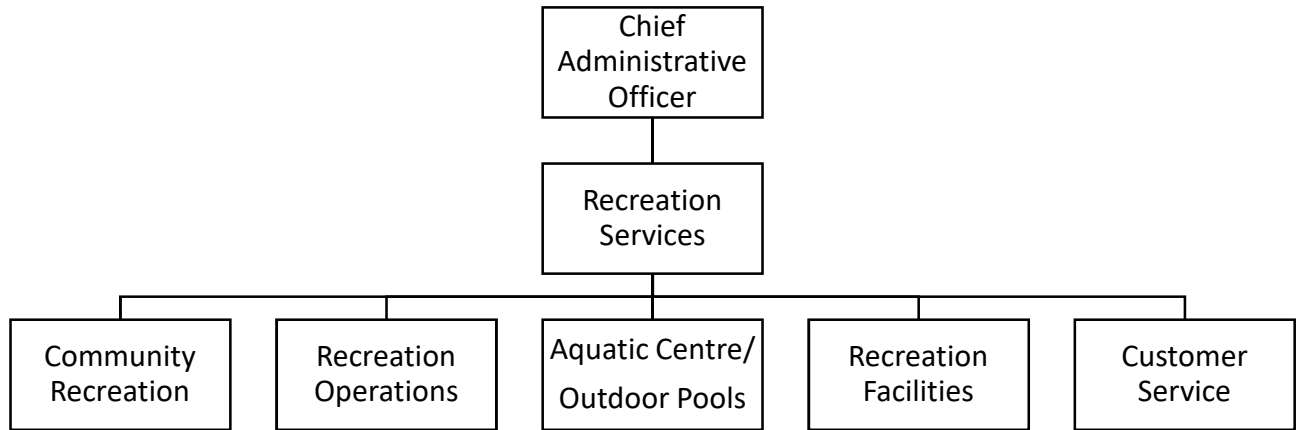 Chief
Administrative
Officer
Recreation
Services
Community
Recreation
Recreation
Operations
Aquatic Centre/
Outdoor Pools
Recreation
Facilities
Customer
Service